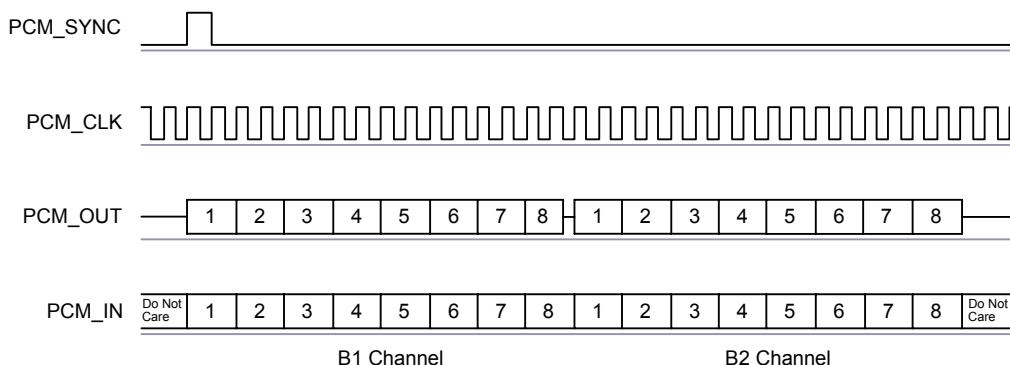 PCM_SYNC
PCM_CLK
PCM_OUT 1 2 3 4 5 6 7 8 1 2 3 4 5 6 7 8
PCM_IN Do Not Care 1 2 3 4 5 6 7 8 1 2 3 4 5 6 7 8 Do Not Care
B1 Channel B2 Channel